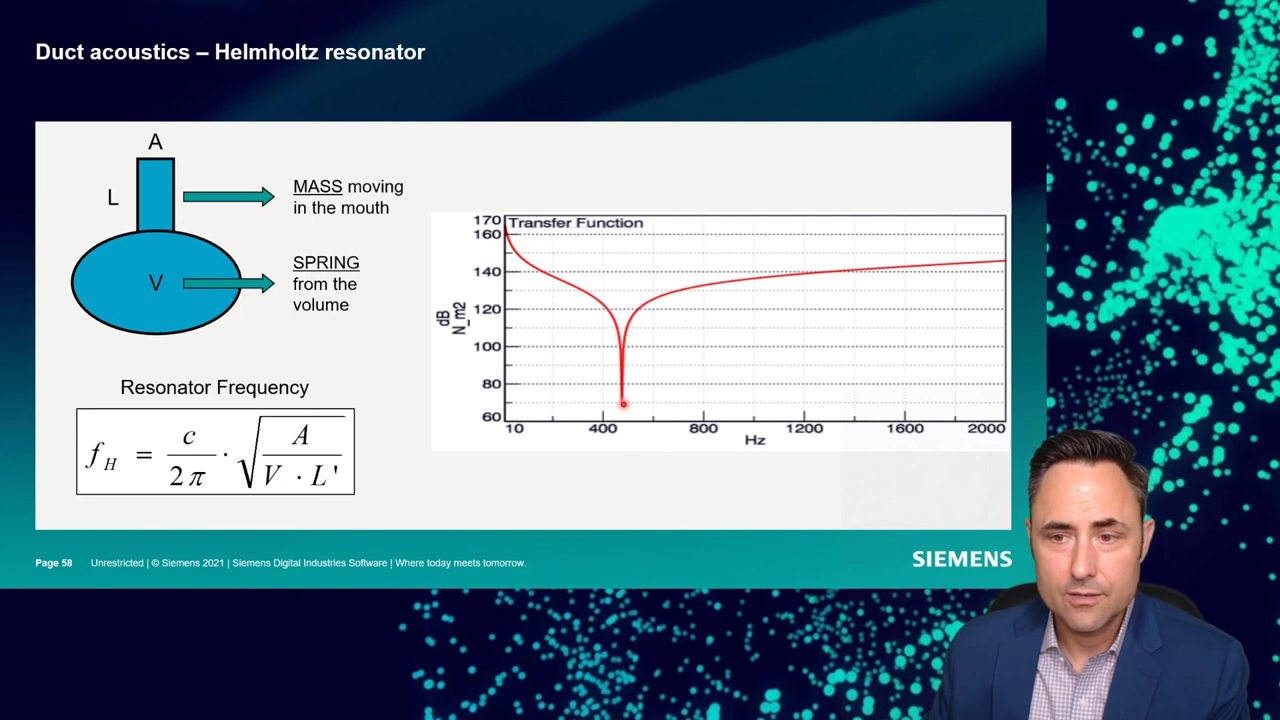 Duct acoustics – Helmholtz resonator
A
L
MASS moving
in the mouth
V
SPRING
from the
volume
Resonator Frequency
f_H = c / 2π · √(A / V · L')
Transfer Function
170
160
140
120
100
80
60
dB
N_m2
10 400 800 1200 1600 2000
Hz
Page 58 Unrestricted | © Siemens 2021 | Siemens Digital Industries Software | Where today meets tomorrow.
SIEMENS